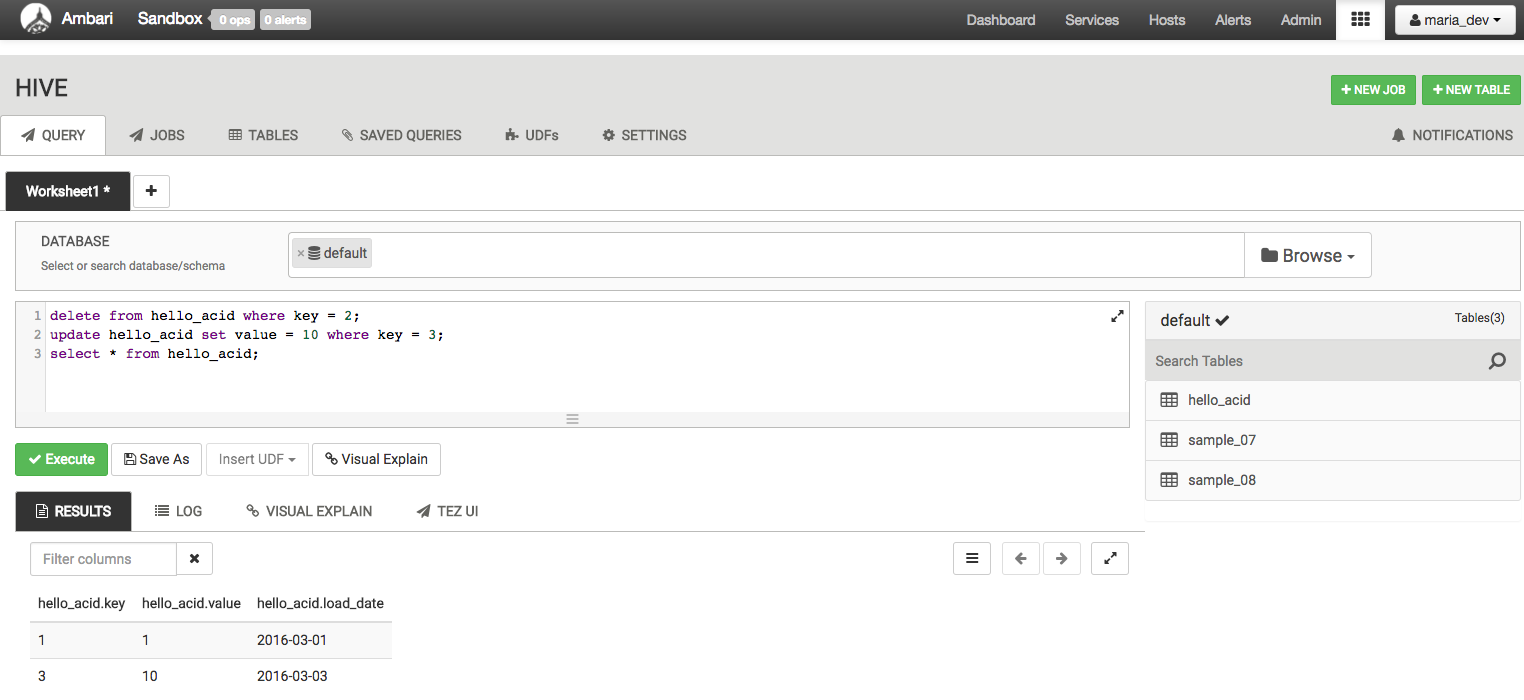 Ambari Sandbox 0 ops 0 alerts Dashboard Services Hosts Alerts Admin maria_dev
HIVE + NEW JOB + NEW TABLE
QUERY JOBS TABLES SAVED QUERIES UDFs SETTINGS NOTIFICATIONS
Worksheet1 * +
DATABASE
Select or search database/schema
× default Browse
1 delete from hello_acid where key = 2;
2 update hello_acid set value = 10 where key = 3;
3 select * from hello_acid;
default Tables(3)
Search Tables
hello_acid
sample_07
sample_08
Execute Save As Insert UDF Visual Explain
RESULTS LOG VISUAL EXPLAIN TEZ UI
Filter columns
hello_acid.key hello_acid.value hello_acid.load_date
1 1 2016-03-01
3 10 2016-03-03